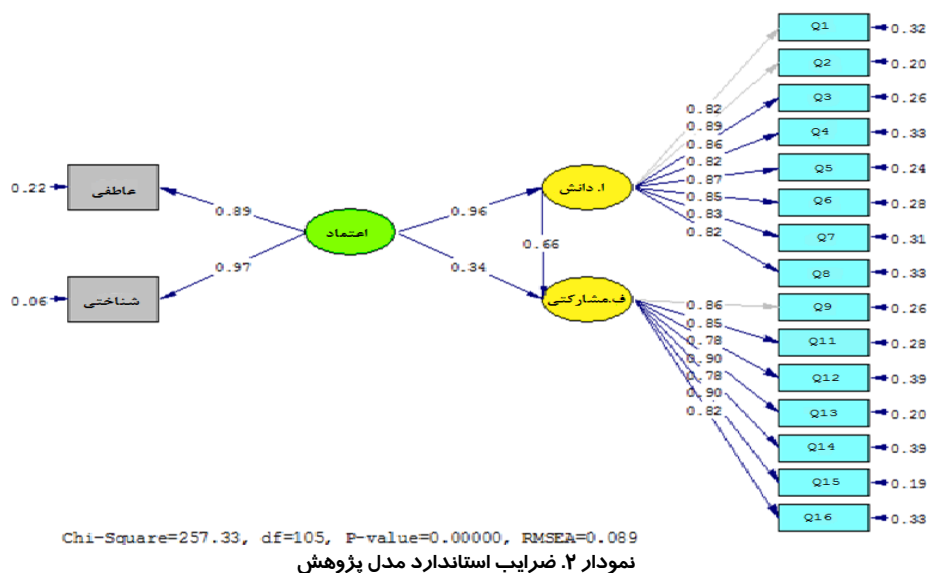 Q1
0.32
Q2
0.20
Q3
0.26
Q4
0.33
Q5
0.24
Q6
0.28
Q7
0.31
Q8
0.33
Q9
0.26
Q11
0.28
Q12
0.39
Q13
0.20
Q14
0.39
Q15
0.19
Q16
0.33
0.82
0.89
0.86
0.82
0.87
0.85
0.83
0.82
0.86
0.85
0.78
0.90
0.78
0.90
0.82
0.22
عاطفی
0.89
0.06
شناختی
0.97
اعتماد
0.96
0.34
ا. دانش
0.66
ف.مشارکتی
Chi-Square=257.33, df=105, P-value=0.00000, RMSEA=0.089
نمودار ۲. ضرایب استاندارد مدل پژوهش